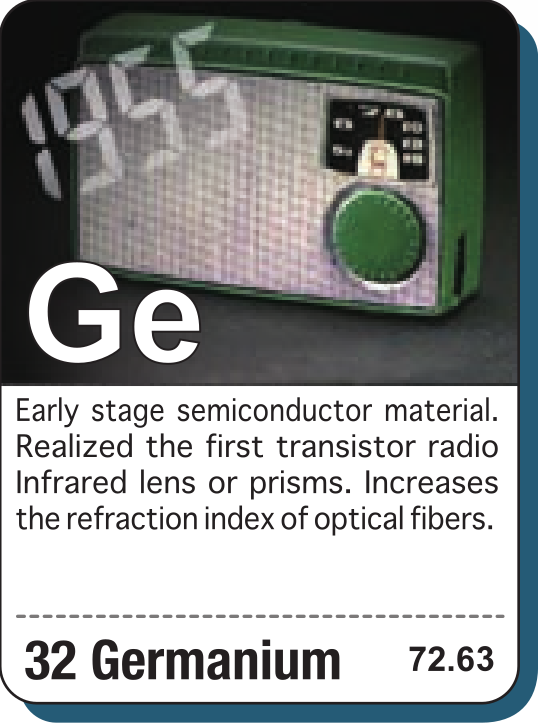 1955
Ge
Early stage semiconductor material.
Realized the first transistor radio
Infrared lens or prisms. Increases
the refraction index of optical fibers.
32 Germanium 72.63